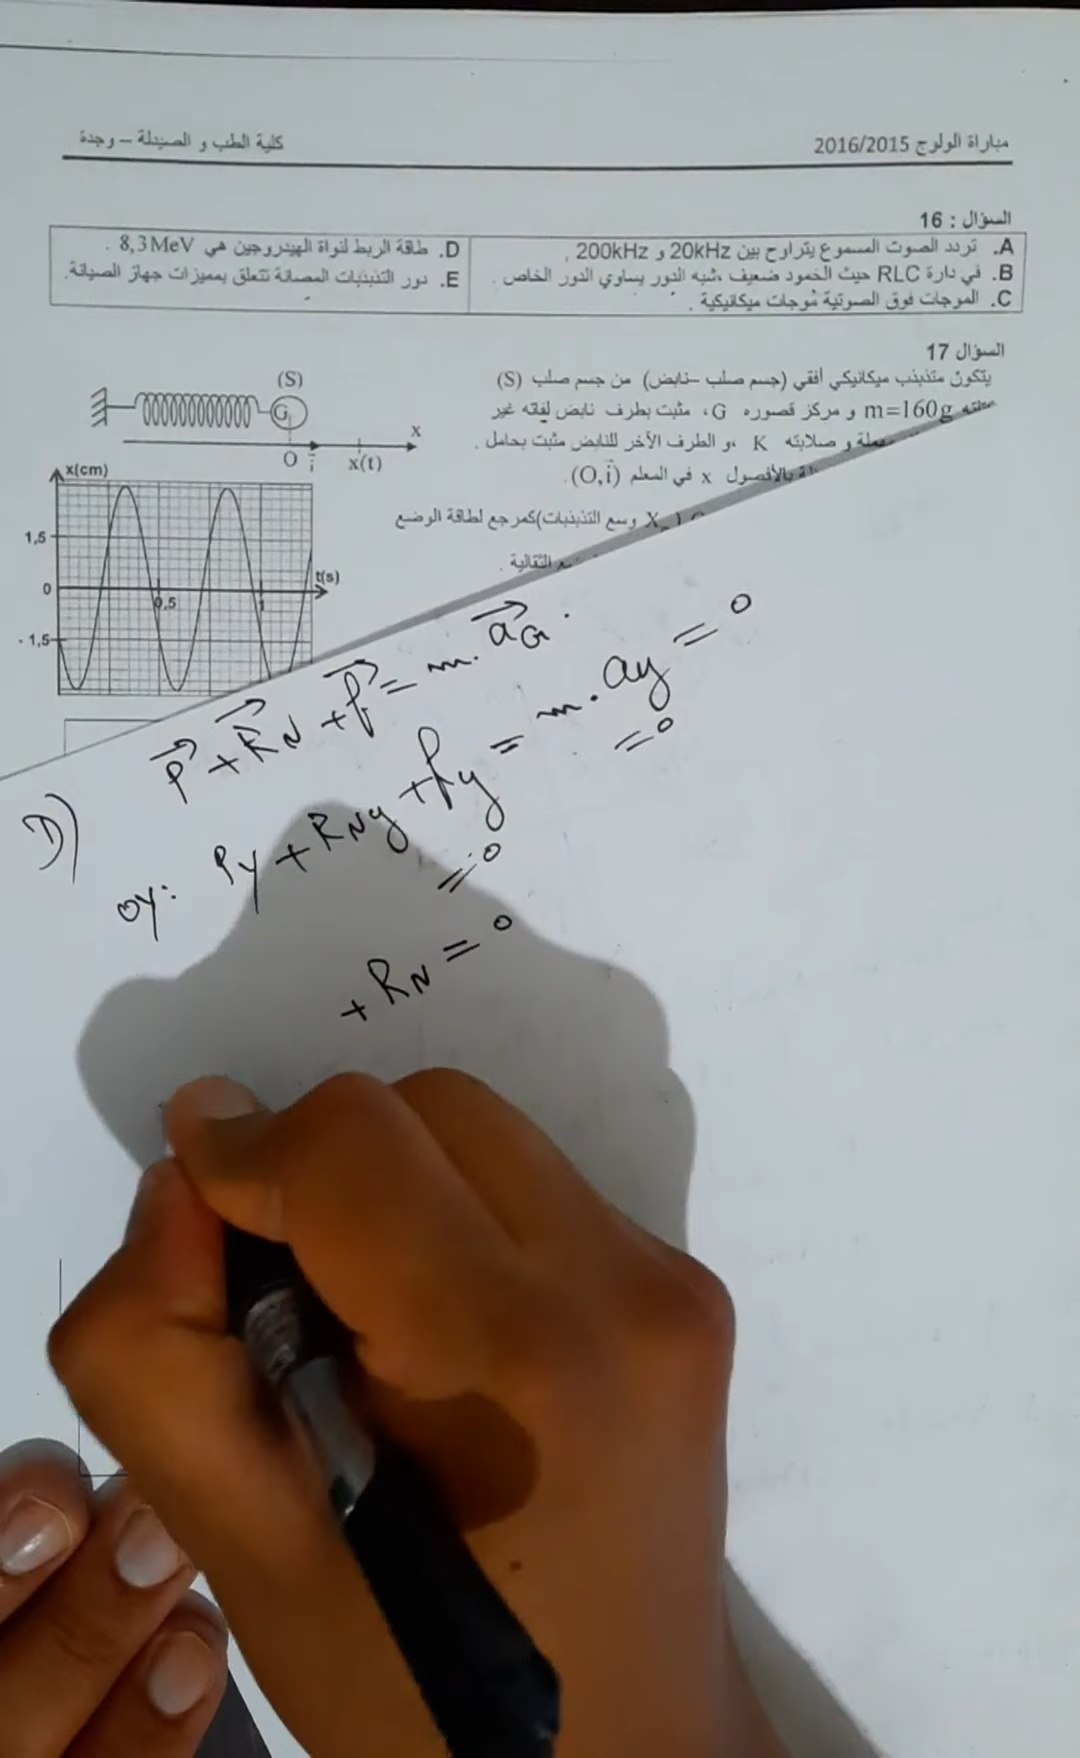 مباراة الولوج 2016/2015
كلية الطب و الصيدلة – وجدة
السؤال : 16
A. تردد الصوت المسموع يتراوح بين 20kHz و 200kHz .
B. في دارة RLC حيث الخمود ضعيف ،شبه الدور يساوي الدور الخاص .
C. الموجات فوق الصوتية موجات ميكانيكية .
D. طاقة الربط لنواة الهيدروجين هي 8,3MeV .
E. دور التذبذبات المصانة تتعلق بمميزات جهاز الصيانة.
السؤال 17
يتكون متذبذب ميكانيكي أفقي (جسم صلب –نابض) من جسم صلب (S)
m=160g و مركز قصوره G ، مثبت بطرف نابض لفاته غير
و صلابته K ،و الطرف الآخر للنابض مثبت بحامل .
بالأفصول x في المعلم (O,i⃗) .
وسع التذبذبات)كمرجع لطاقة الوضع
الثقالية .
(S)
G
O i⃗ x(t) x
x(cm)
1,5
0
- 1,5
0,5
1
t(s)
D) P⃗ + R⃗N + f⃗ = m. a⃗G .
oy: Py + RNy + fy = m. ay = 0
= 0
= 0
+ RN = 0